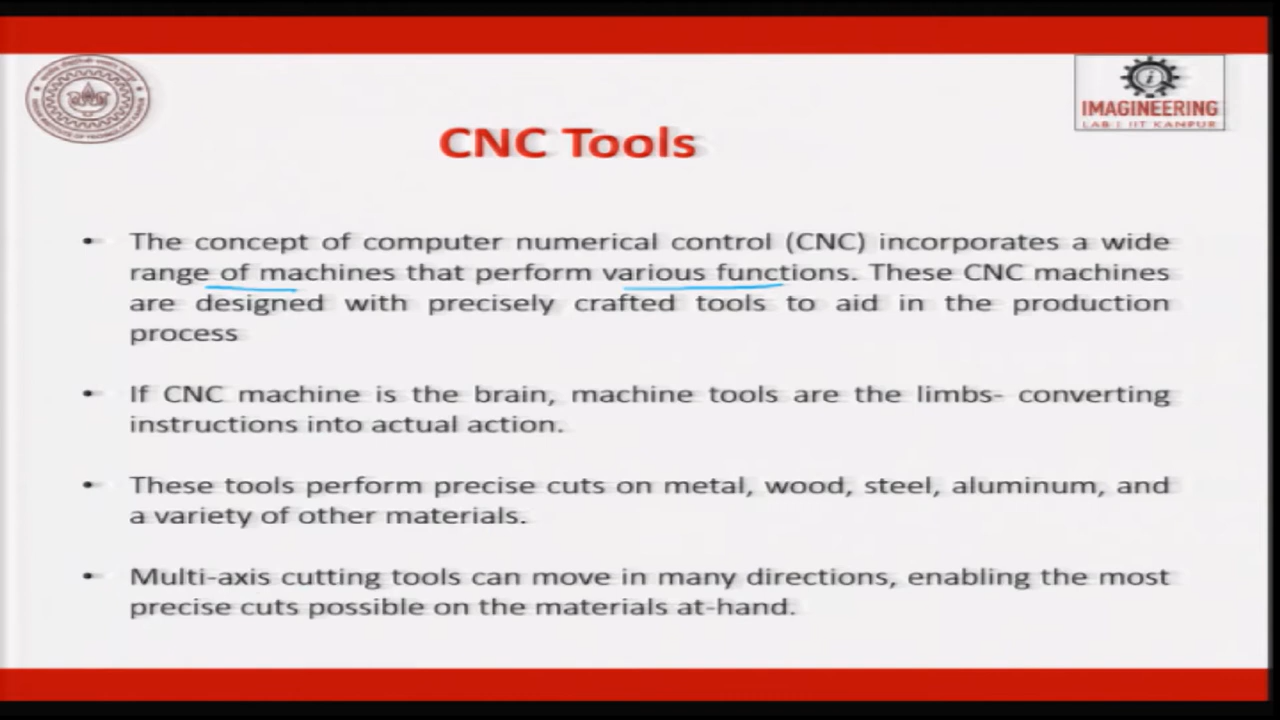 IMAGINEERING
LAB | IIT KANPUR
CNC Tools
• The concept of computer numerical control (CNC) incorporates a wide
range of machines that perform various functions. These CNC machines
are designed with precisely crafted tools to aid in the production
process
• If CNC machine is the brain, machine tools are the limbs- converting
instructions into actual action.
• These tools perform precise cuts on metal, wood, steel, aluminum, and
a variety of other materials.
• Multi-axis cutting tools can move in many directions, enabling the most
precise cuts possible on the materials at-hand.